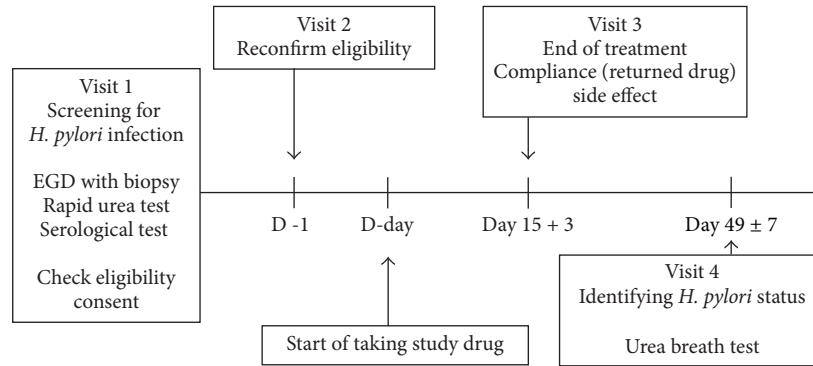 Visit 1
Screening for
H. pylori infection
EGD with biopsy
Rapid urea test
Serological test
Check eligibility
consent
Visit 2
Reconfirm eligibility
Visit 3
End of treatment
Compliance (returned drug)
side effect
D -1
D-day
Day 15 + 3
Day 49 ± 7
Start of taking study drug
Visit 4
Identifying H. pylori status
Urea breath test